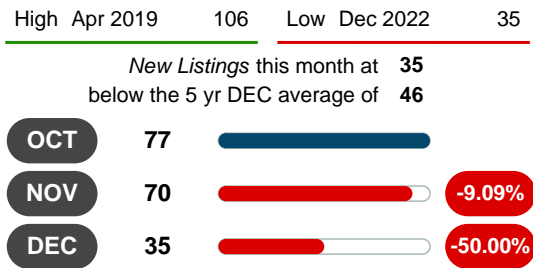 High Apr 2019 106 Low Dec 2022 35
New Listings this month at 35
below the 5 yr DEC average of 46
OCT 77
NOV 70 -9.09%
DEC 35 -50.00%